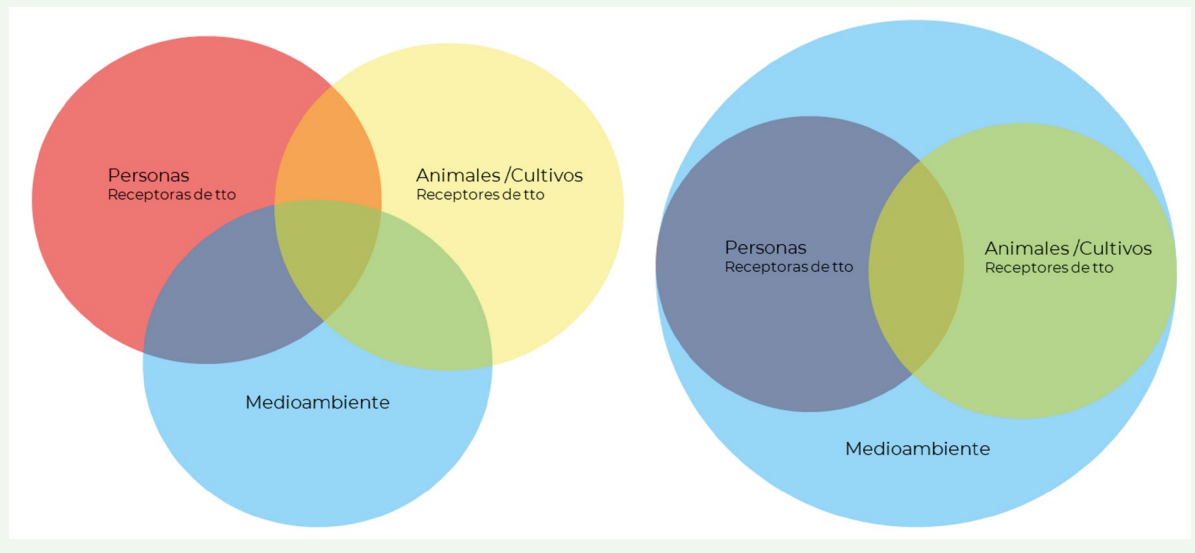 Personas
Receptoras de tto
Animales /Cultivos
Receptores de tto
Medioambiente
Personas
Receptoras de tto
Animales /Cultivos
Receptores de tto
Medioambiente